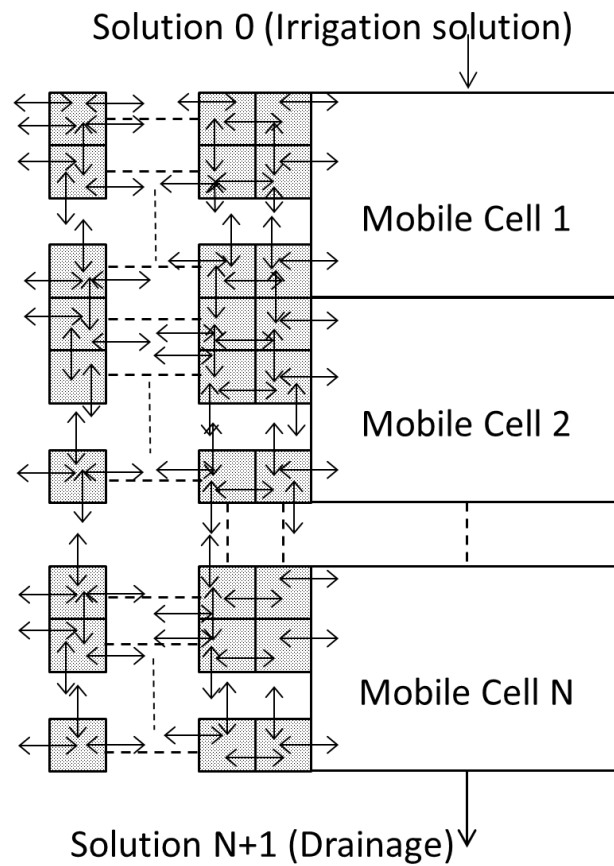 Solution 0 (Irrigation solution)
Mobile Cell 1
Mobile Cell 2
Mobile Cell N
Solution N+1 (Drainage)